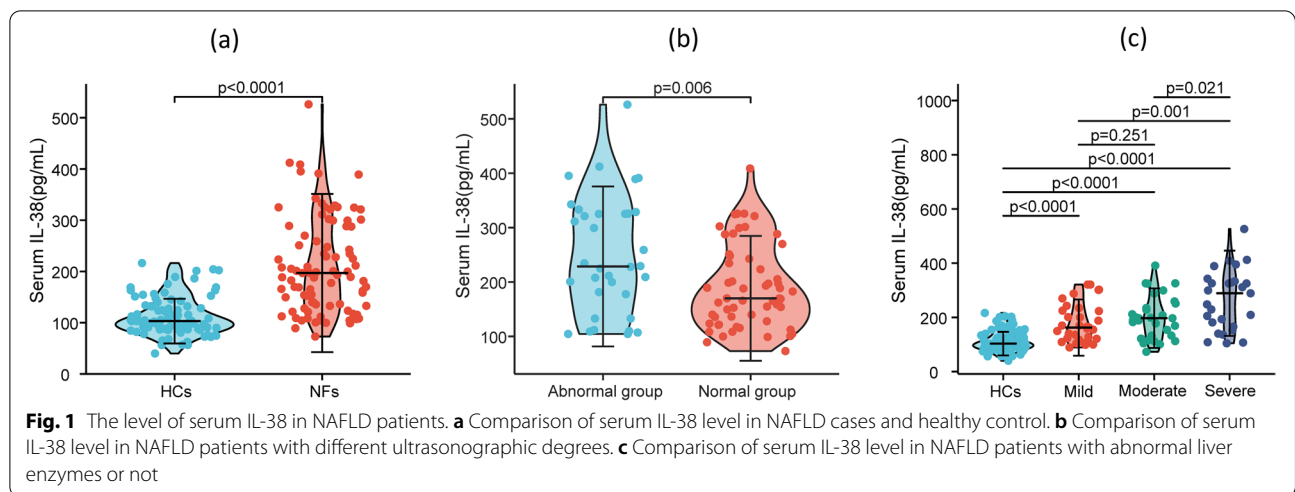 (a)
(b)
(c)
p<0.0001
Serum IL-38(pg/mL)
500
400
300
200
100
0
HCs
NFs
p=0.006
Serum IL-38(pg/mL)
500
400
300
200
100
Abnormal group
Normal group
p=0.021
p=0.001
p=0.251
p<0.0001
p<0.0001
p<0.0001
Serum IL-38(pg/mL)
1000
800
600
400
200
0
HCs
Mild
Moderate
Severe
Fig. 1 The level of serum IL-38 in NAFLD patients. a Comparison of serum IL-38 level in NAFLD cases and healthy control. b Comparison of serum
IL-38 level in NAFLD patients with different ultrasonographic degrees. c Comparison of serum IL-38 level in NAFLD patients with abnormal liver
enzymes or not